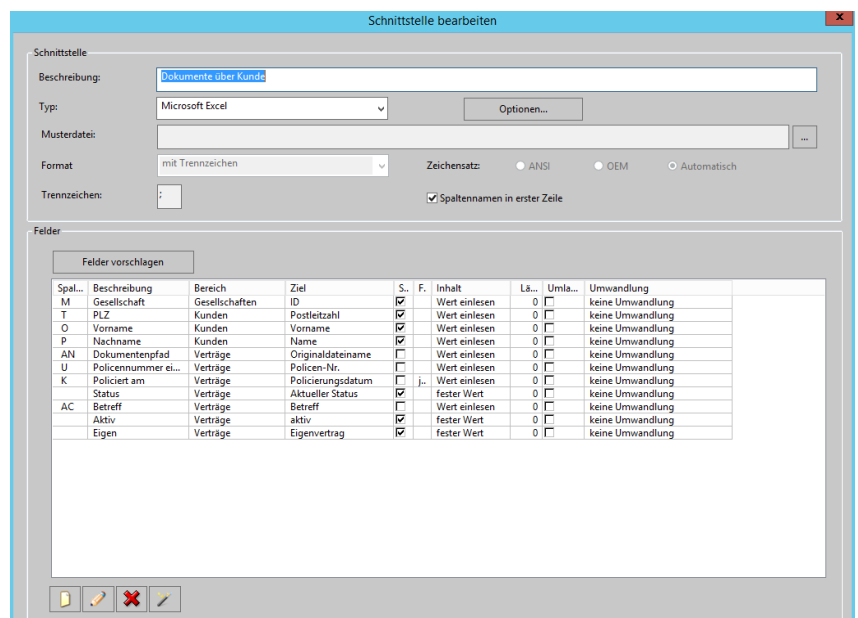 Schnittstelle bearbeiten x
Schnittstelle
Beschreibung: Dokumente über Kunde
Typ: Microsoft Excel Optionen...
Musterdatei: ...
Format mit Trennzeichen Zeichensatz: ANSI OEM Automatisch
Trennzeichen: ; Spaltennamen in erster Zeile
Felder
Felder vorschlagen
Spal... Beschreibung Bereich Ziel S.. F. Inhalt Lä... Umla... Umwandlung
M Gesellschaft Gesellschaften ID Wert einlesen 0 keine Umwandlung
T PLZ Kunden Postleitzahl Wert einlesen 0 keine Umwandlung
O Vorname Kunden Vorname Wert einlesen 0 keine Umwandlung
P Nachname Kunden Name Wert einlesen 0 keine Umwandlung
AN Dokumentenpfad Verträge Originaldateiname Wert einlesen 0 keine Umwandlung
U Policennummer ei... Verträge Policen-Nr. Wert einlesen 0 keine Umwandlung
K Policiert am Verträge Policierungsdatum j.. Wert einlesen 0 keine Umwandlung
Status Verträge Aktueller Status fester Wert 0 keine Umwandlung
AC Betreff Verträge Betreff Wert einlesen 0 keine Umwandlung
Aktiv Verträge aktiv fester Wert 0 keine Umwandlung
Eigen Verträge Eigenvertrag fester Wert 0 keine Umwandlung